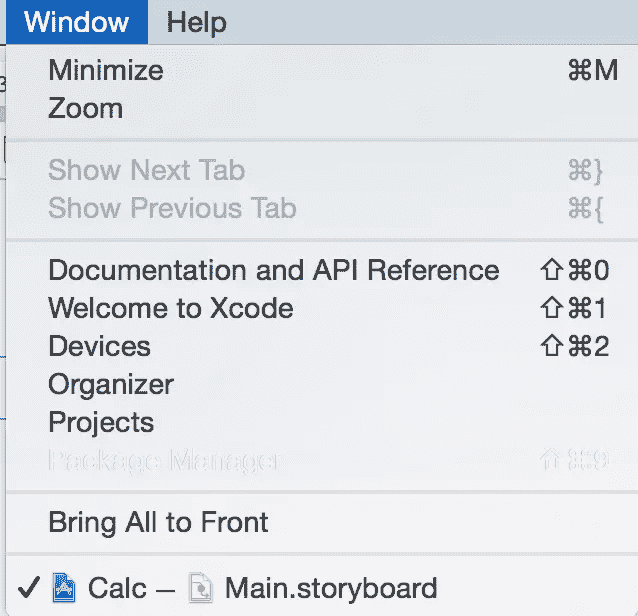 Window Help
Minimize ⌘M
Zoom
Show Next Tab ⌘}
Show Previous Tab ⌘{
Documentation and API Reference ⇧⌘0
Welcome to Xcode ⇧⌘1
Devices ⇧⌘2
Organizer
Projects
Package Manager ⇧⌘9
Bring All to Front
✓ Calc — Main.storyboard